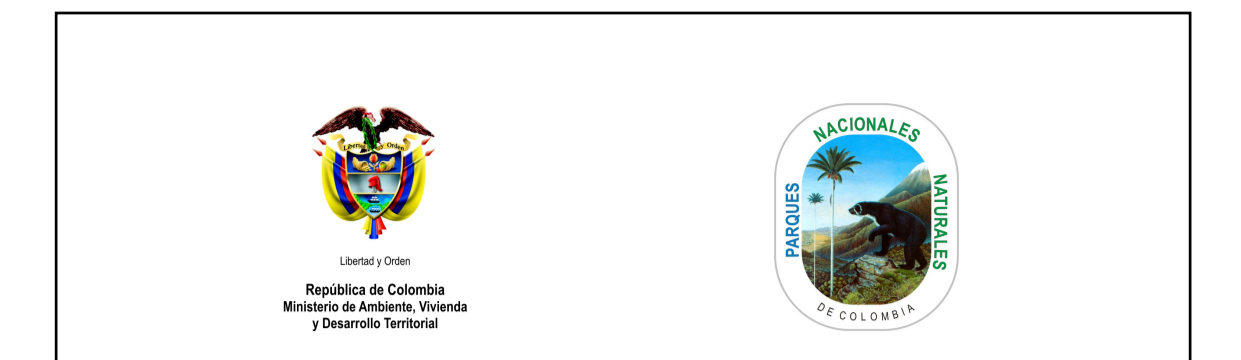 Libertad y Orden
Libertad y Orden
República de Colombia
Ministerio de Ambiente, Vivienda
y Desarrollo Territorial
PARQUES
NACIONALES
NATURALES
DE COLOMBIA